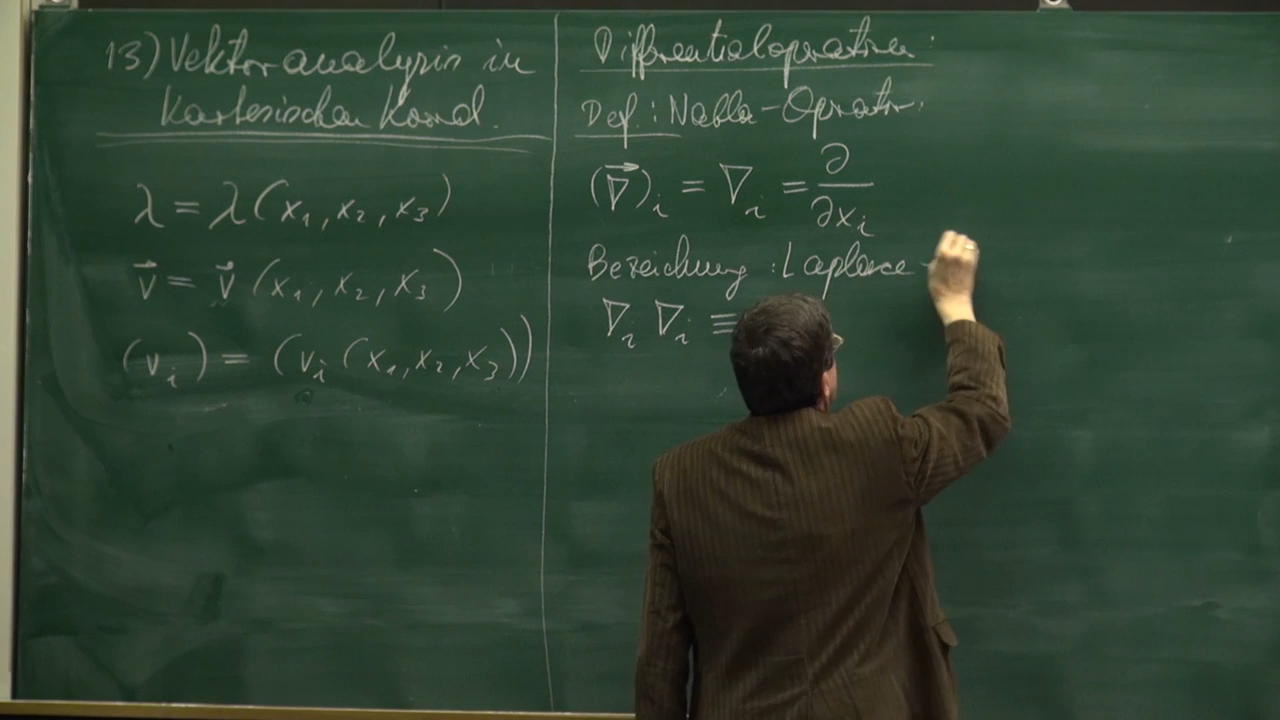 13) Vektoranalysis in
kartesischen Koord.
λ = λ(x₁, x₂, x₃)
v⃗ = v⃗ (x₁, x₂, x₃)
(vᵢ) = (vᵢ (x₁, x₂, x₃))
Differentialoperatoren:
Def.: Nabla-Operator:
(∇⃗)ᵢ = ∇ᵢ = ∂/∂xᵢ
Bezeichnung: Laplace -
∇ᵢ ∇ᵢ ≡